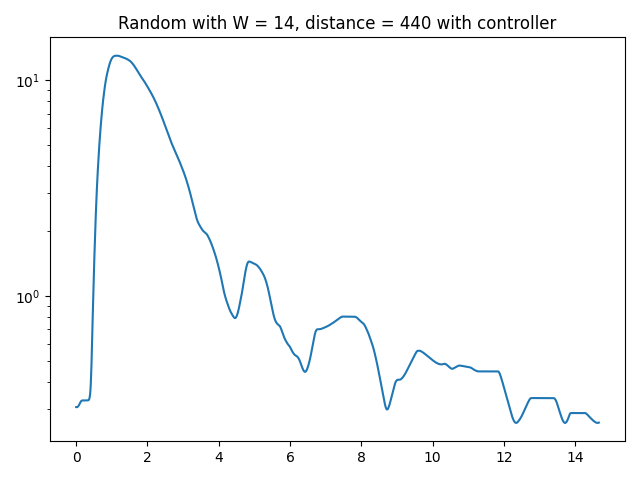 Random with W = 14, distance = 440 with controller
10¹
10⁰
0 2 4 6 8 10 12 14